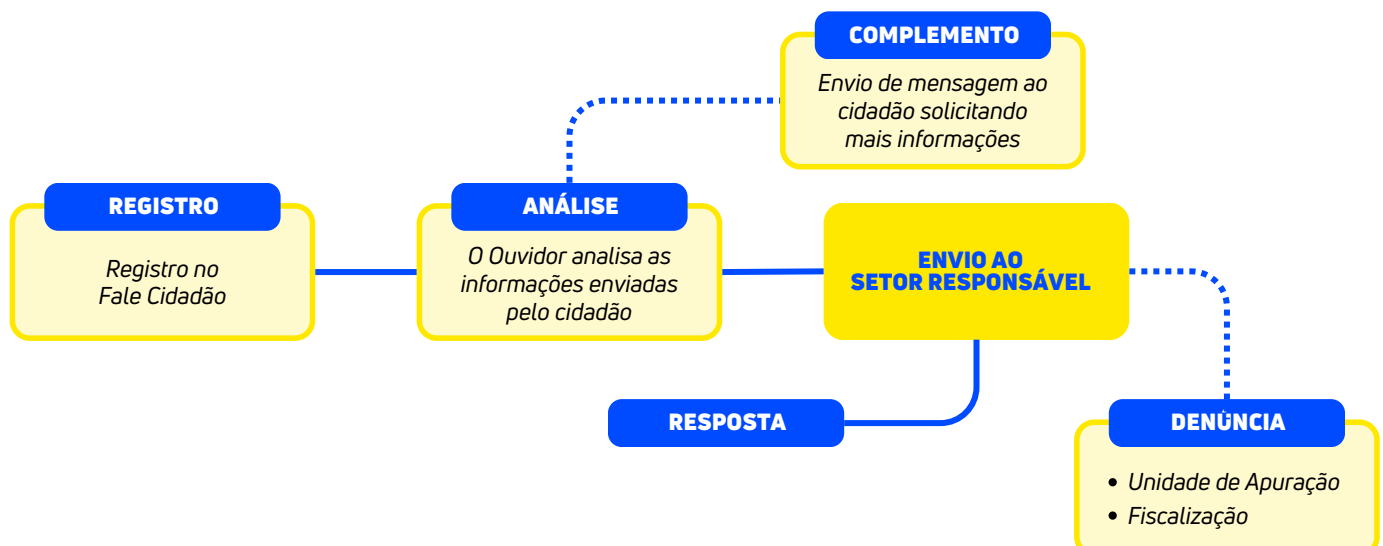 COMPLEMENTO
Envio de mensagem ao
cidadão solicitando
mais informações
REGISTRO
Registro no
Fale Cidadão
ANÁLISE
O Ouvidor analisa as
informações enviadas
pelo cidadão
ENVIO AO
SETOR RESPONSÁVEL
RESPOSTA
DENÚNCIA
• Unidade de Apuração
• Fiscalização